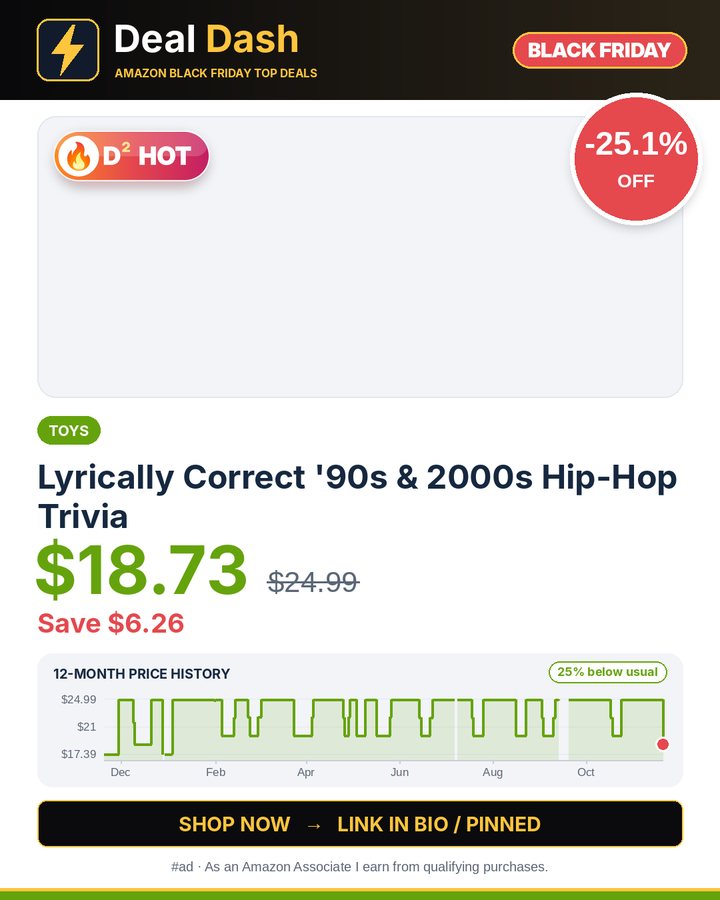 Deal Dash
AMAZON BLACK FRIDAY TOP DEALS
BLACK FRIDAY
🔥 D² HOT
-25.1%
OFF
TOYS
Lyrically Correct '90s & 2000s Hip-Hop
Trivia
$18.73 $24.99
Save $6.26
12-MONTH PRICE HISTORY
25% below usual
$24.99
$21
$17.39
Dec Feb Apr Jun Aug Oct
SHOP NOW → LINK IN BIO / PINNED
#ad · As an Amazon Associate I earn from qualifying purchases.